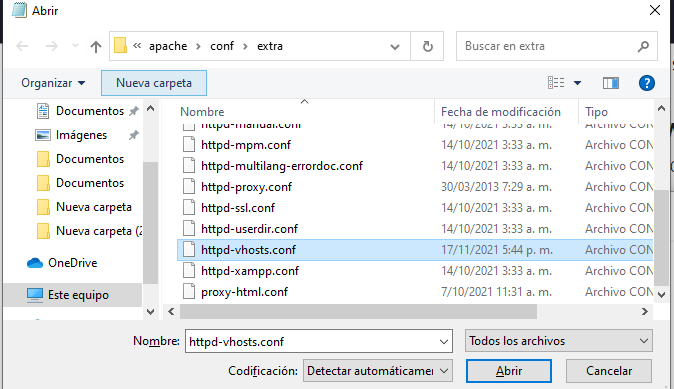 Abrir
« apache › conf › extra
Buscar en extra
Organizar Nueva carpeta
Nombre Fecha de modificación Tipo
Documentos
Imágenes
Documentos
Documentos
Nueva carpeta
Nueva carpeta (2
OneDrive
Este equipo
httpd-manual.conf 14/10/2021 3:33 a. m. Archivo CON
httpd-mpm.conf 14/10/2021 3:33 a. m. Archivo CON
httpd-multilang-errordoc.conf 14/10/2021 3:33 a. m. Archivo CON
httpd-proxy.conf 30/03/2013 7:29 a. m. Archivo CON
httpd-ssl.conf 14/10/2021 3:33 a. m. Archivo CON
httpd-userdir.conf 14/10/2021 3:33 a. m. Archivo CON
httpd-vhosts.conf 17/11/2021 5:44 p. m. Archivo CON
httpd-xampp.conf 14/10/2021 3:33 a. m. Archivo CON
proxy-html.conf 7/10/2021 11:31 a. m. Archivo CON
Nombre: httpd-vhosts.conf Todos los archivos
Codificación: Detectar automáticamer Abrir Cancelar